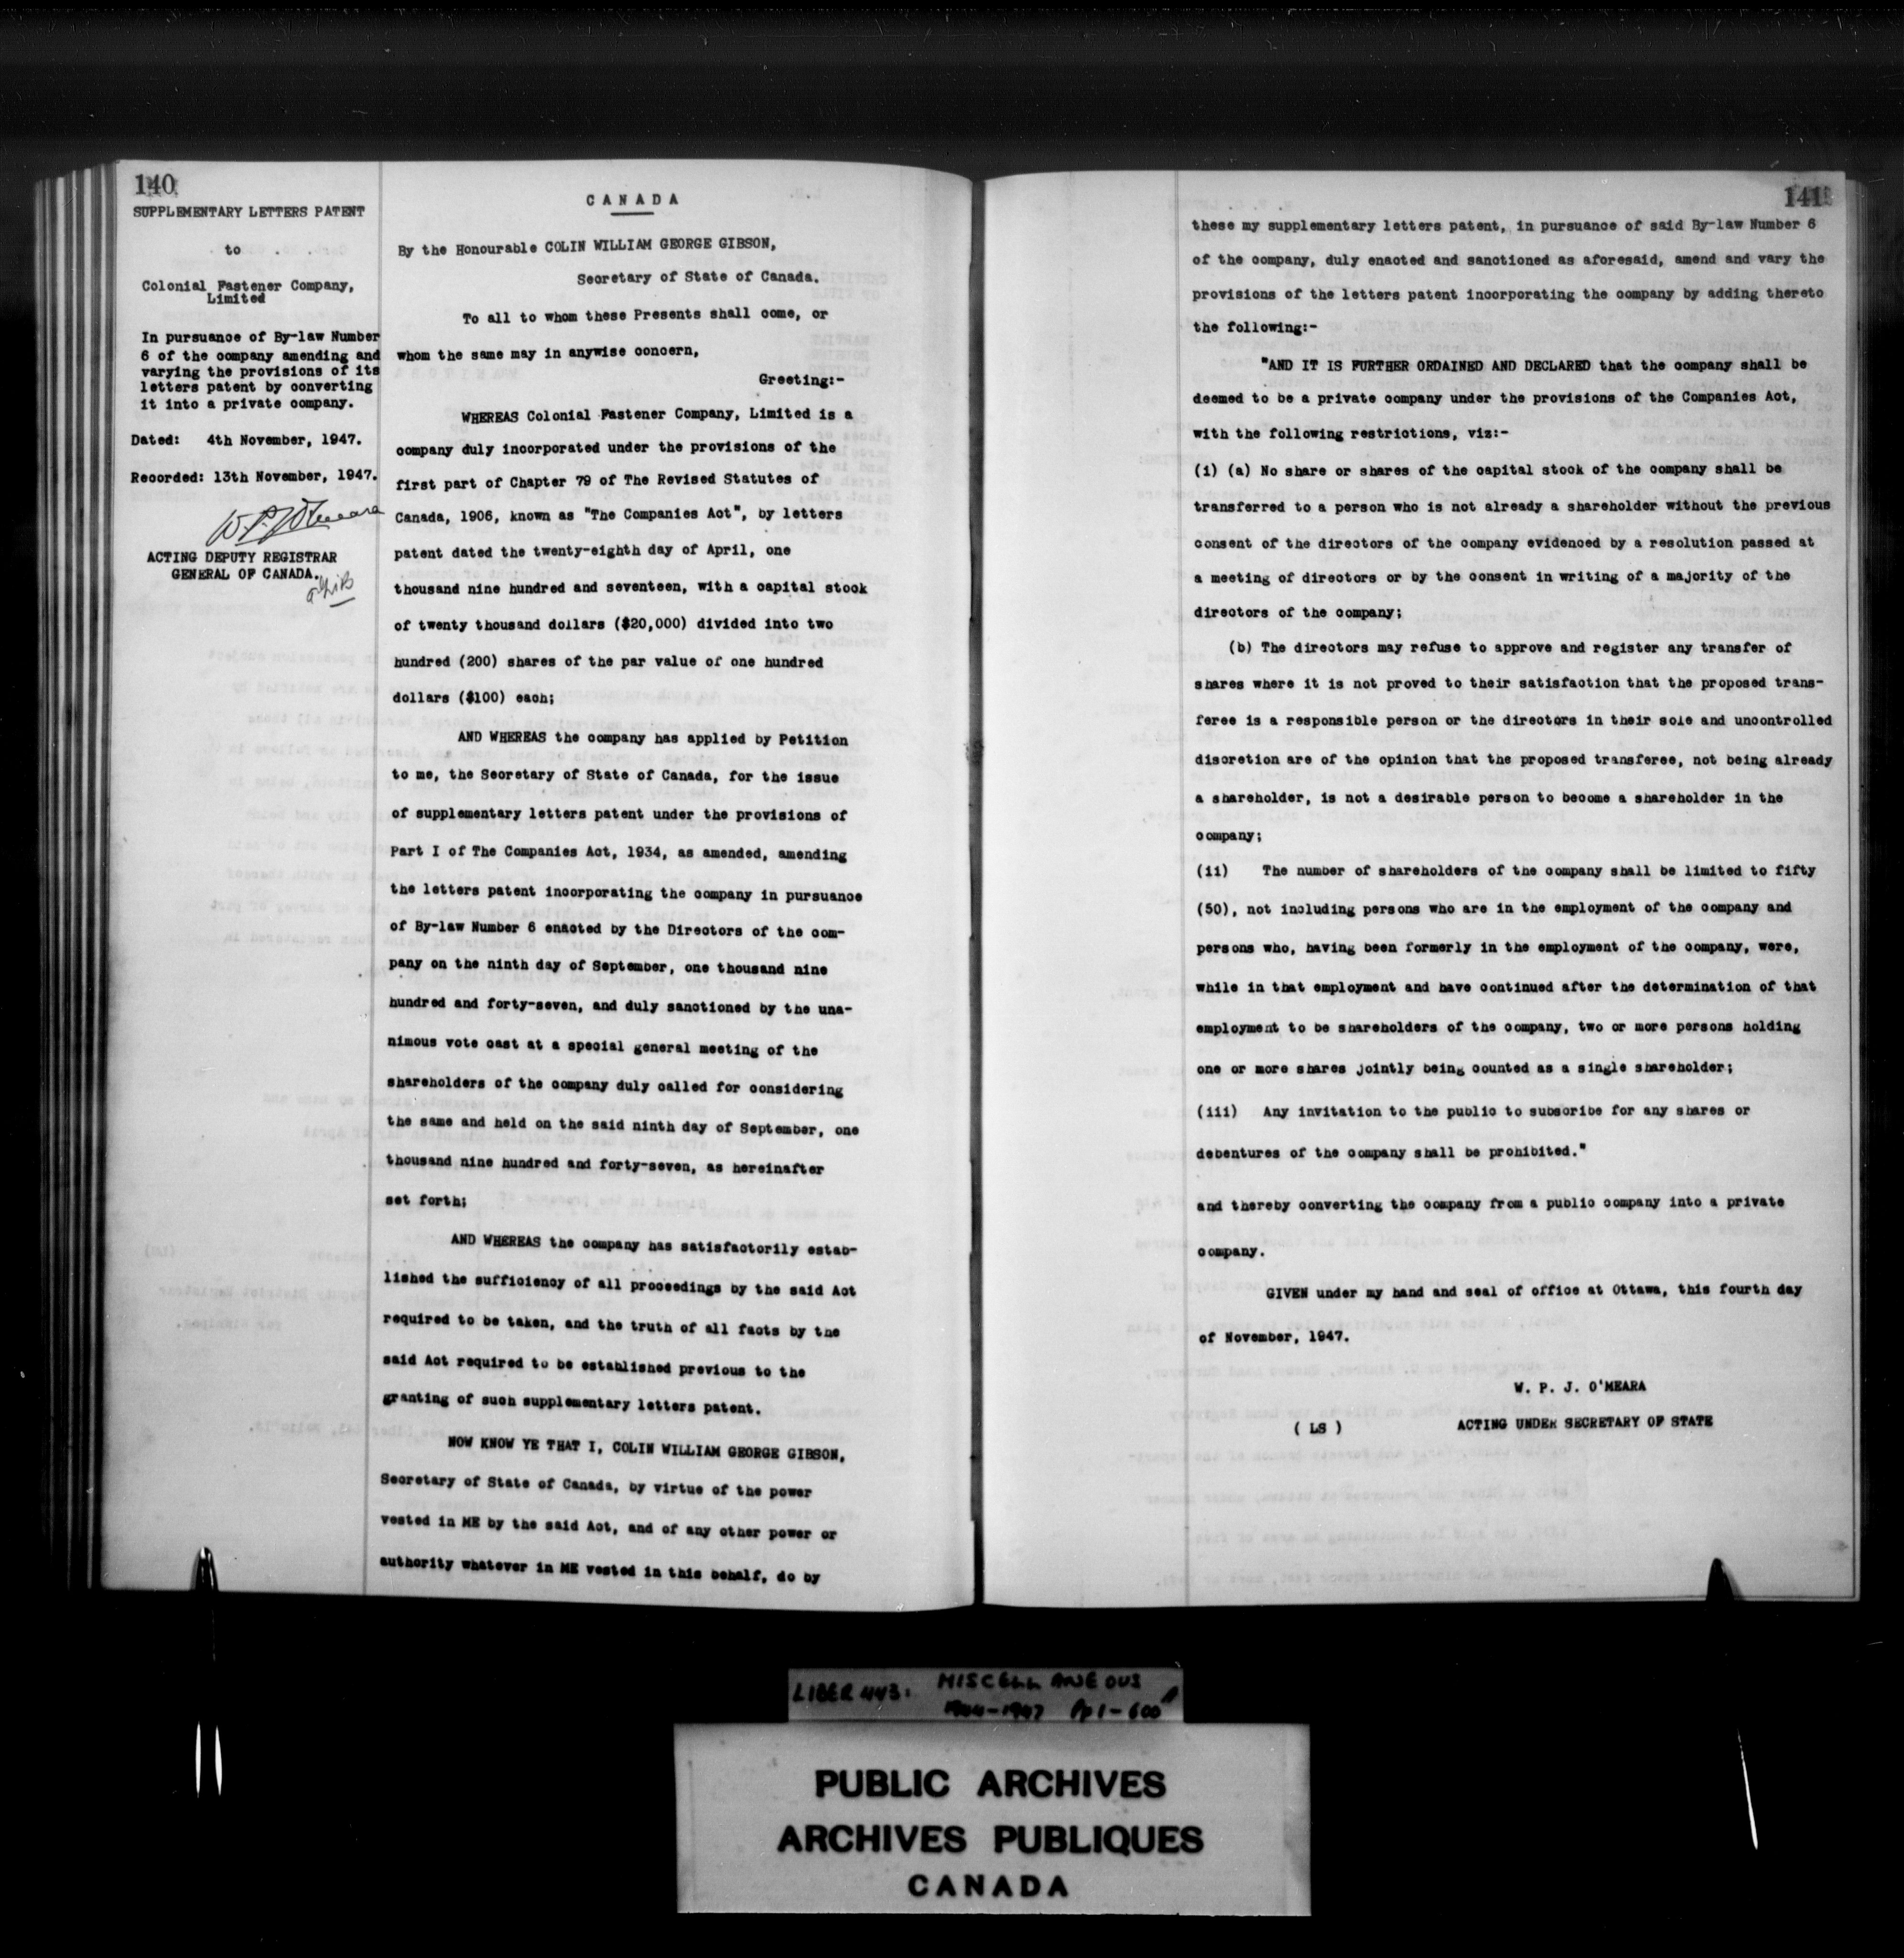 140
SUPPLEMENTARY LETTERS PATENT
to
Colonial Fastener Company,
Limited
In pursuance of By-law Number
6 of the company amending and
varying the provisions of its
letters patent by converting
it into a private company.
Dated: 4th November, 1947.
Recorded: 13th November, 1947.
W.P.J. O'Meara
ACTING DEPUTY REGISTRAR
GENERAL OF CANADA.
CANADA
By the Honourable COLIN WILLIAM GEORGE GIBSON,
Secretary of State of Canada.
To all to whom these Presents shall come, or
whom the same may in anywise concern,
Greeting:-
WHEREAS Colonial Fastener Company, Limited is a
company duly incorporated under the provisions of the
first part of Chapter 79 of The Revised Statutes of
Canada, 1906, known as "The Companies Act", by letters
patent dated the twenty-eighth day of April, one
thousand nine hundred and seventeen, with a capital stock
of twenty thousand dollars ($20,000) divided into two
hundred (200) shares of the par value of one hundred
dollars ($100) each;
AND WHEREAS the company has applied by Petition
to me, the Secretary of State of Canada, for the issue
of supplementary letters patent under the provisions of
Part I of The Companies Act, 1934, as amended, amending
the letters patent incorporating the company in pursuance
of By-law Number 6 enacted by the Directors of the com-
pany on the ninth day of September, one thousand nine
hundred and forty-seven, and duly sanctioned by the una-
nimous vote cast at a special general meeting of the
shareholders of the company duly called for considering
the same and held on the said ninth day of September, one
thousand nine hundred and forty-seven, as hereinafter
set forth;
AND WHEREAS the company has satisfactorily estab-
lished the sufficiency of all proceedings by the said Act
required to be taken, and the truth of all facts by the
said Act required to be established previous to the
granting of such supplementary letters patent.
NOW KNOW YE THAT I, COLIN WILLIAM GEORGE GIBSON,
Secretary of State of Canada, by virtue of the power
vested in ME by the said Act, and of any other power or
authority whatever in ME vested in this behalf, do by
141
these my supplementary letters patent, in pursuance of said By-law Number 6
of the company, duly enacted and sanctioned as aforesaid, amend and vary the
provisions of the letters patent incorporating the company by adding thereto
the following:-
"AND IT IS FURTHER ORDAINED AND DECLARED that the company shall be
deemed to be a private company under the provisions of the Companies Act,
with the following restrictions, viz:-
(i) (a) No share or shares of the capital stock of the company shall be
transferred to a person who is not already a shareholder without the previous
consent of the directors of the company evidenced by a resolution passed at
a meeting of directors or by the consent in writing of a majority of the
directors of the company;
(b) The directors may refuse to approve and register any transfer of
shares where it is not proved to their satisfaction that the proposed trans-
feree is a responsible person or the directors in their sole and uncontrolled
discretion are of the opinion that the proposed transferee, not being already
a shareholder, is not a desirable person to become a shareholder in the
company;
(ii) The number of shareholders of the company shall be limited to fifty
(50), not including persons who are in the employment of the company and
persons who, having been formerly in the employment of the company, were,
while in that employment and have continued after the determination of that
employment to be shareholders of the company, two or more persons holding
one or more shares jointly being counted as a single shareholder;
(iii) Any invitation to the public to subscribe for any shares or
debentures of the company shall be prohibited."
and thereby converting the company from a public company into a private
company.
GIVEN under my hand and seal of office at Ottawa, this fourth day
of November, 1947.
W. P. J. O'MEARA
( LS ) ACTING UNDER SECRETARY OF STATE
LIBER 443: MISCELLANEOUS
1944-1947 Pp 1-600
PUBLIC ARCHIVES
ARCHIVES PUBLIQUES
CANADA